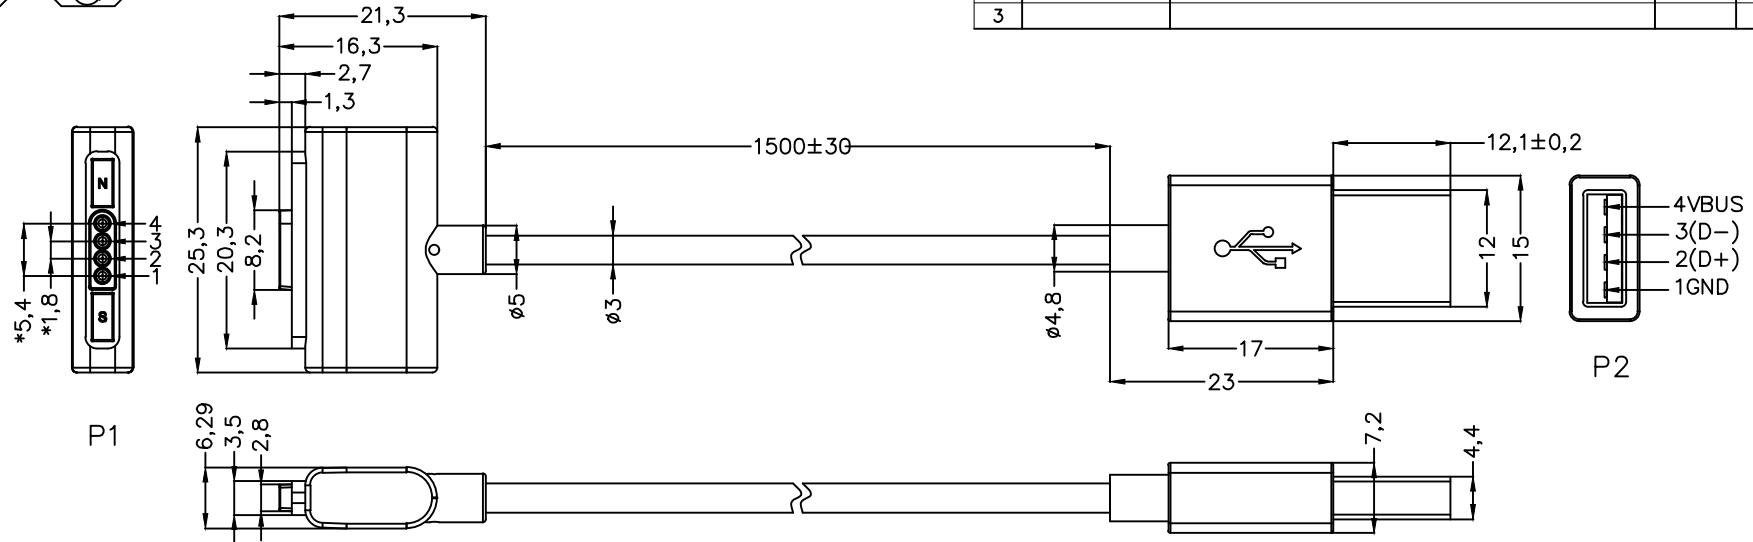 3
21,3
16,3
2,7
1,3
1500±30
12,1±0,2
N
4
3
2
1
S
*5,4
*1,8
25,3
20,3
8,2
ø5
ø3
ø4,8
12
15
4VBUS
3(D-)
2(D+)
1GND
17
23
P2
P1
6,29
3,5
2,8
7,2
4,4